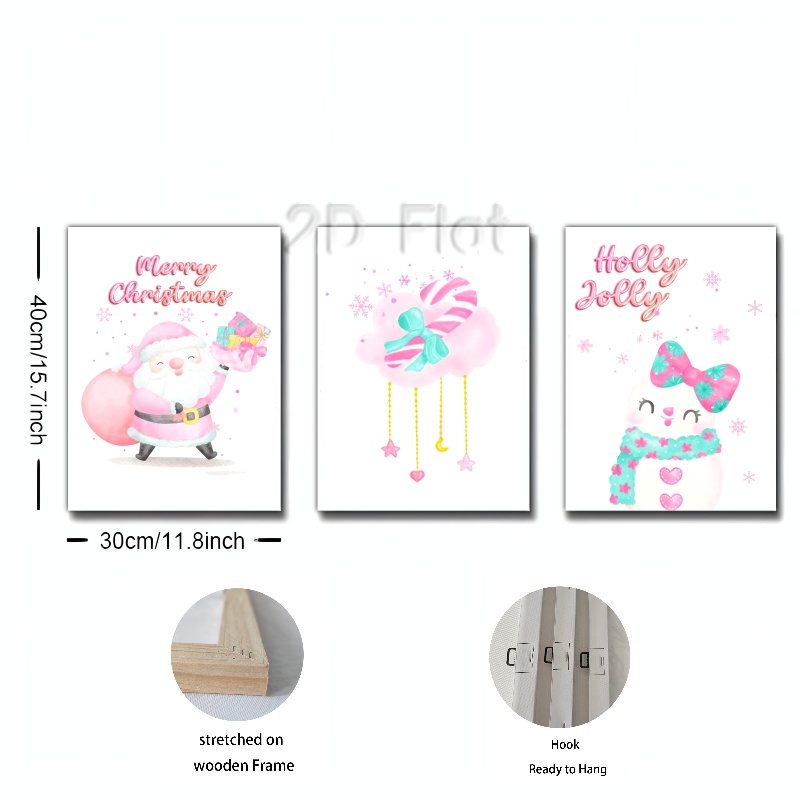 2D Flat
Merry
Christmas
Holly
Jolly
40cm/15.7inch
30cm/11.8inch
stretched on
wooden Frame
Hook
Ready to Hang